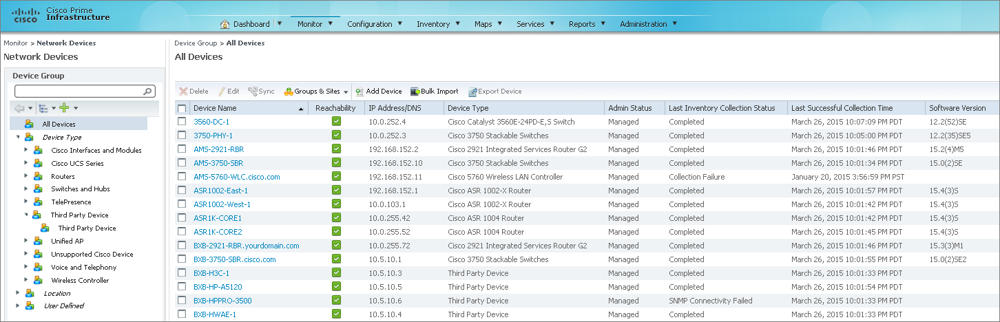 cisco
Cisco Prime
Infrastructure
Dashboard Monitor Configuration Inventory Maps Services Reports Administration
Monitor > Network Devices
Network Devices
Device Group
All Devices
Device Type
Cisco Interfaces and Modules
Cisco UCS Series
Routers
Switches and Hubs
TelePresence
Third Party Device
Third Party Device
Unified AP
Unsupported Cisco Device
Voice and Telephony
Wireless Controller
Location
User Defined
Device Group > All Devices
All Devices
Delete Edit Sync Groups & Sites Add Device Bulk Import Export Device
Device Name Reachability IP Address/DNS Device Type Admin Status Last Inventory Collection Status Last Successful Collection Time Software Version
3560-DC-1 10.0.252.4 Cisco Catalyst 3560E-24PD-E,S Switch Managed Completed March 26, 2015 10:07:09 PM PDT 12.2(52)SE
3750-PHY-1 10.0.252.3 Cisco 3750 Stackable Switches Managed Completed March 26, 2015 10:05:00 PM PDT 12.2(35)SE5
AMS-2921-RBR 192.168.152.2 Cisco 2921 Integrated Services Router G2 Managed Completed March 26, 2015 10:01:46 PM PDT 15.2(4)M5
AMS-3750-SBR 192.168.152.10 Cisco 3750 Stackable Switches Managed Completed March 26, 2015 10:01:34 PM PDT 15.0(2)SE
AMS-5760-WLC.cisco.com 192.168.152.11 Cisco 5760 Wireless LAN Controller Managed Collection Failure January 20, 2015 3:56:59 PM PST
ASR1002-East-1 192.168.152.1 Cisco ASR 1002-X Router Managed Completed March 26, 2015 10:01:57 PM PDT 15.4(3)S
ASR1002-West-1 10.0.103.1 Cisco ASR 1002-X Router Managed Completed March 26, 2015 10:01:42 PM PDT 15.4(3)S
ASR1K-CORE1 10.0.255.42 Cisco ASR 1004 Router Managed Completed March 26, 2015 10:01:42 PM PDT 15.4(3)S
ASR1K-CORE2 10.0.255.52 Cisco ASR 1004 Router Managed Completed March 26, 2015 10:01:45 PM PDT 15.4(3)S
BXB-2921-RBR.yourdomain.com 10.0.255.72 Cisco 2921 Integrated Services Router G2 Managed Completed March 26, 2015 10:01:46 PM PDT 15.3(3)M1
BXB-3750-SBR.cisco.com 10.5.10.1 Cisco 3750 Stackable Switches Managed Completed March 26, 2015 10:01:55 PM PDT 15.0(2)SE2
BXB-H3C-1 10.5.10.3 Third Party Device Managed Completed March 26, 2015 10:01:33 PM PDT
BXB-HP-A5120 10.5.10.5 Third Party Device Managed Completed March 26, 2015 10:01:54 PM PDT
BXB-HPPRO-3500 10.5.10.6 Third Party Device Managed SNMP Connectivity Failed March 26, 2015 10:01:33 PM PDT
BXB-HWAE-1 10.5.10.4 Third Party Device Managed Completed March 26, 2015 10:01:33 PM PDT